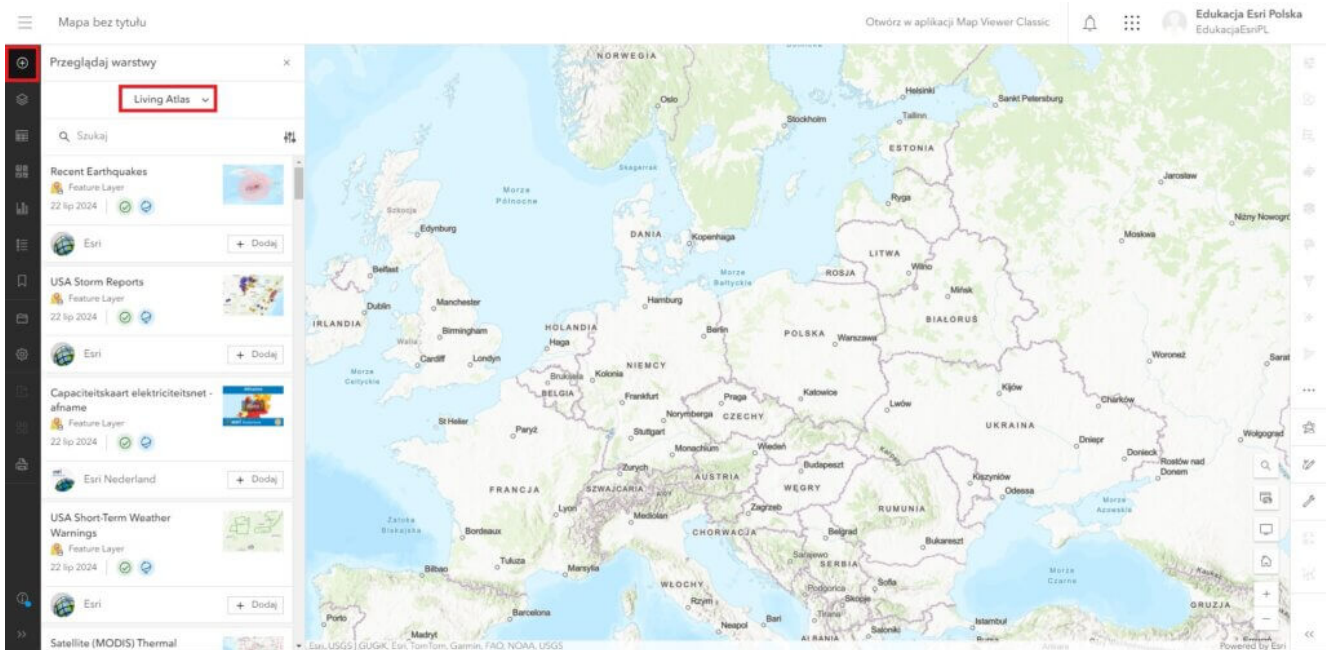 Mapa bez tytułu
Otwórz w aplikacji Map Viewer Classic
Edukacja Esri Polska
EdukacjaEsriPL
Przeglądaj warstwy
Living Atlas
Szukaj
Recent Earthquakes
Feature Layer
22 lip 2024
Esri
+ Dodaj
USA Storm Reports
Feature Layer
22 lip 2024
Esri
+ Dodaj
Capaciteitskaart elektriciteitsnet -
afname
Feature Layer
22 lip 2024
Esri Nederland
+ Dodaj
USA Short-Term Weather
Warnings
Feature Layer
22 lip 2024
Esri
+ Dodaj
Satellite (MODIS) Thermal
NORWEGIA
Oslo
Helsinki
Sankt Petersburg
Sztokholm
Tallinn
ESTONIA
Skagerrak
Jarosław
Morze
Północne
Ryga
Szkocja
Niżny Nowogró
Edynburg
DANIA
Kopenhaga
Moskwa
LITWA
Wilno
Belfast
Morze
Bałtyckie
ROSJA
Mińsk
Dublin
Manchester
Hamburg
IRLANDIA
Birmingham
HOLANDIA
Berlin
POLSKA
Warszawa
BIAŁORUŚ
Walia
Haga
Cardiff
Londyn
NIEMCY
Woroneż
Sarat
Morze
Celtyckie
Bruksela
Kolonia
BELGIA
Frankfurt
Praga
Katowice
Kijów
Charków
Lwów
St Helier
Norymberga
CZECHY
Paryż
Stuttgart
UKRAINA
Wołgograd
Monachium
Wiedeń
Dniepr
Donieck
Rostów nad
Donem
Zurych
Budapeszt
Karpaty
FRANCJA
SZWAJCARIA
AUSTRIA
WĘGRY
Kiszyniów
Odessa
Lyon
Mediolan
Zagrzeb
RUMUNIA
Morze
Azowskie
Zatoka
Biskajska
Bordeaux
CHORWACJA
Belgrad
Bukareszt
Tuluza
Marsylia
Sarajewo
SERBIA
Bilbao
Morze
Czarne
Kaukaz
WŁOCHY
Podgorica
Sofia
Porto
Rzym
Skopje
GRUZJA
Barcelona
Neapol
Bari
Tirana
Istambuł
Madryt
ALBANIA
Saloniki
Bursa
Ankara
Esri, USGS | GUGiK, Esri, TomTom, Garmin, FAO, NOAA, USGS
Powered by Esri